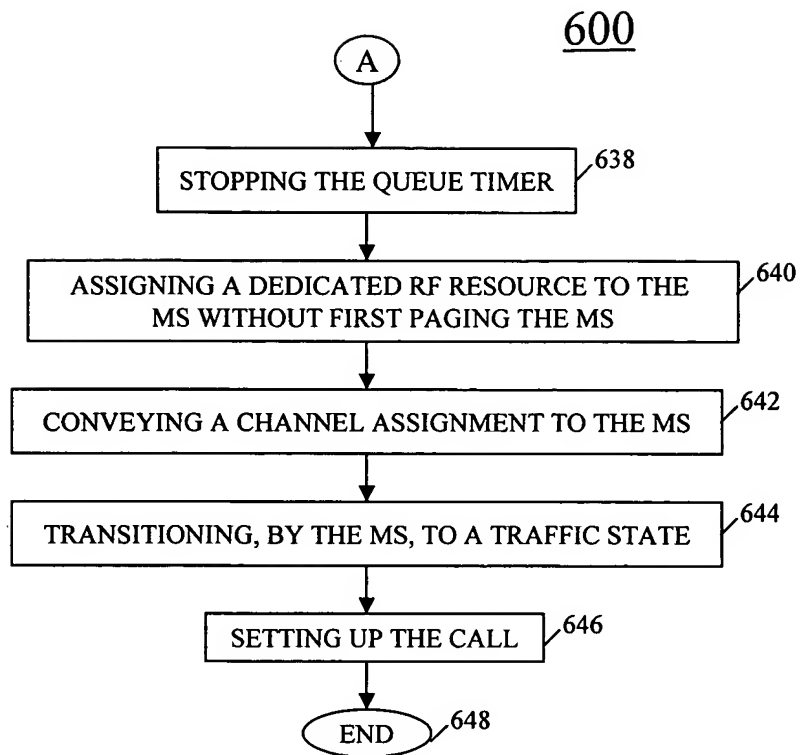 600
A
STOPPING THE QUEUE TIMER
638
ASSIGNING A DEDICATED RF RESOURCE TO THE
MS WITHOUT FIRST PAGING THE MS
640
CONVEYING A CHANNEL ASSIGNMENT TO THE MS
642
TRANSITIONING, BY THE MS, TO A TRAFFIC STATE
644
SETTING UP THE CALL
646
END
648